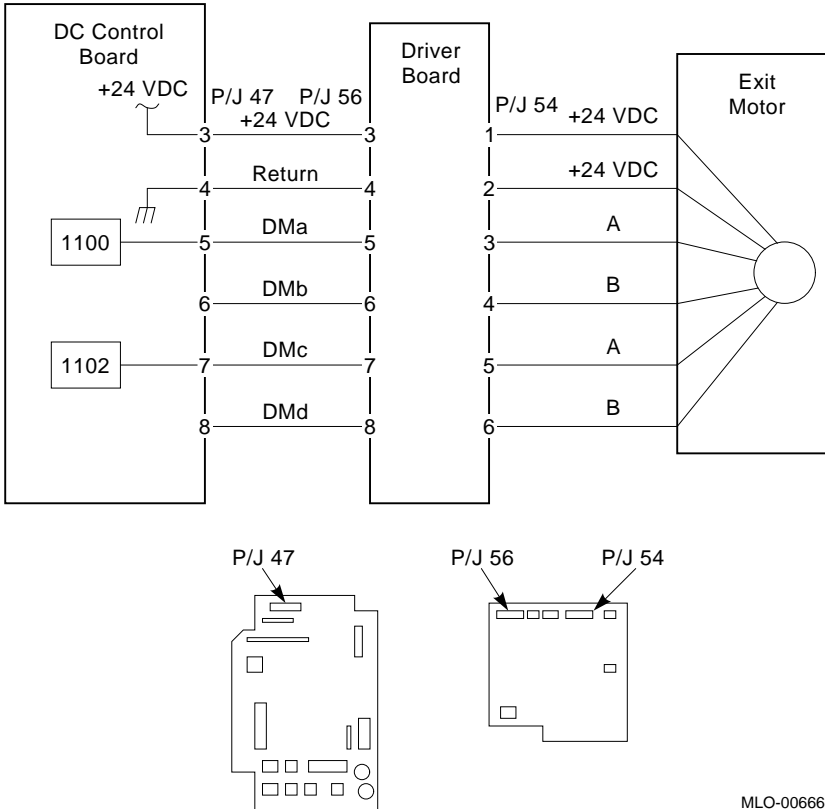 DC Control
Board
+24 VDC
Driver
Board
Exit
Motor
P/J 47
P/J 56
P/J 54
+24 VDC
3
+24 VDC
3
1
+24 VDC
4
Return
4
2
1100
5
DMa
5
3
A
6
DMb
6
4
B
1102
7
DMc
7
5
A
8
DMd
8
6
B
P/J 47
P/J 56
P/J 54
MLO-00666